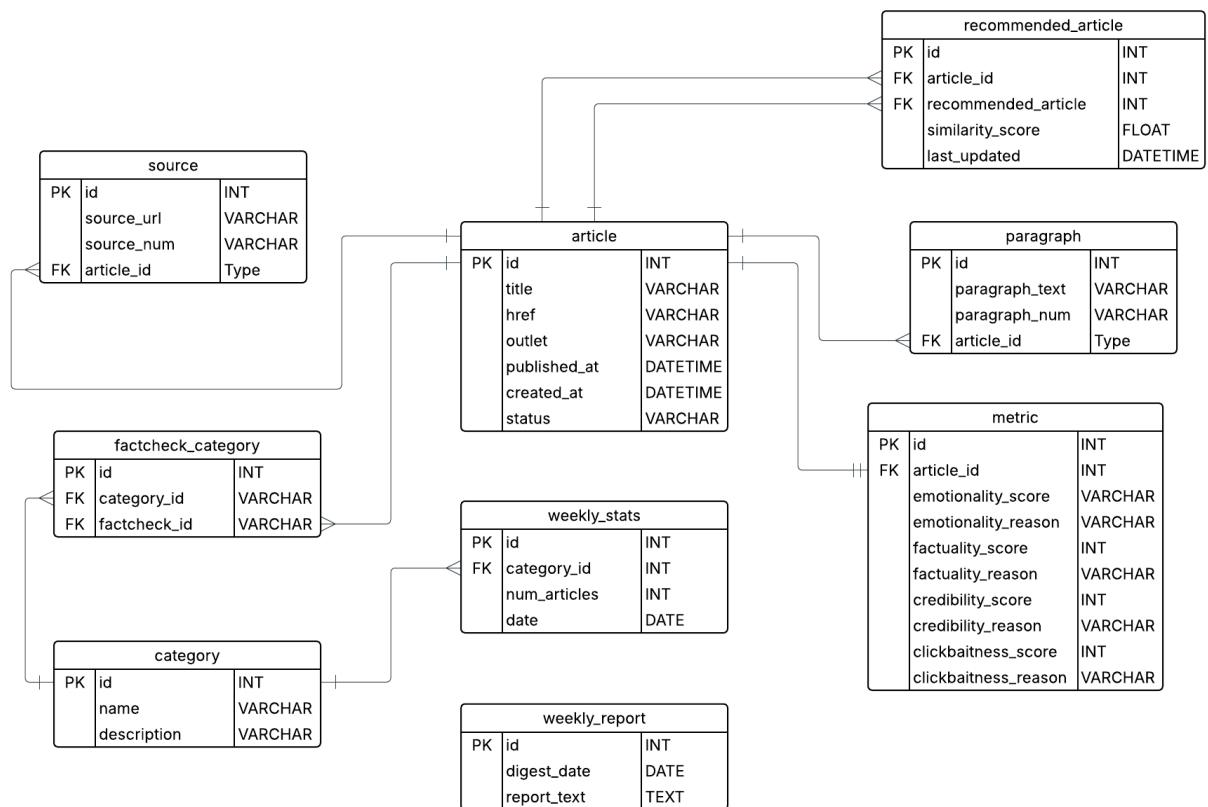 recommended_article
PK id INT
FK article_id INT
FK recommended_article INT
similarity_score FLOAT
last_updated DATETIME
source
PK id INT
source_url VARCHAR
source_num VARCHAR
FK article_id Type
article
PK id INT
title VARCHAR
href VARCHAR
outlet VARCHAR
published_at DATETIME
created_at DATETIME
status VARCHAR
paragraph
PK id INT
paragraph_text VARCHAR
paragraph_num VARCHAR
FK article_id Type
metric
PK id INT
FK article_id INT
emotionality_score VARCHAR
emotionality_reason VARCHAR
factuality_score INT
factuality_reason VARCHAR
credibility_score INT
credibility_reason VARCHAR
clickbaitness_score INT
clickbaitness_reason VARCHAR
factcheck_category
PK id INT
FK category_id VARCHAR
FK factcheck_id VARCHAR
weekly_stats
PK id INT
FK category_id INT
num_articles INT
date DATE
category
PK id INT
name VARCHAR
description VARCHAR
weekly_report
PK id INT
digest_date DATE
report_text TEXT